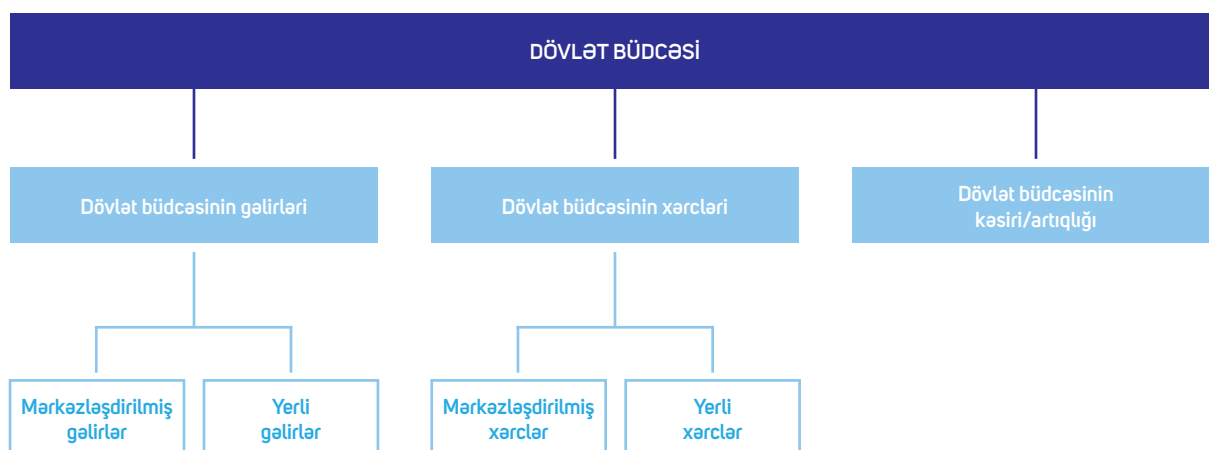 DÖVLƏT BÜDCƏSİ
Dövlət büdcəsinin gəlirləri
Dövlət büdcəsinin xərcləri
Dövlət büdcəsinin
kəsiri/artıqlığı
Mərkəzləşdirilmiş
gəlirlər
Yerli
gəlirlər
Mərkəzləşdirilmiş
xərclər
Yerli
xərclər